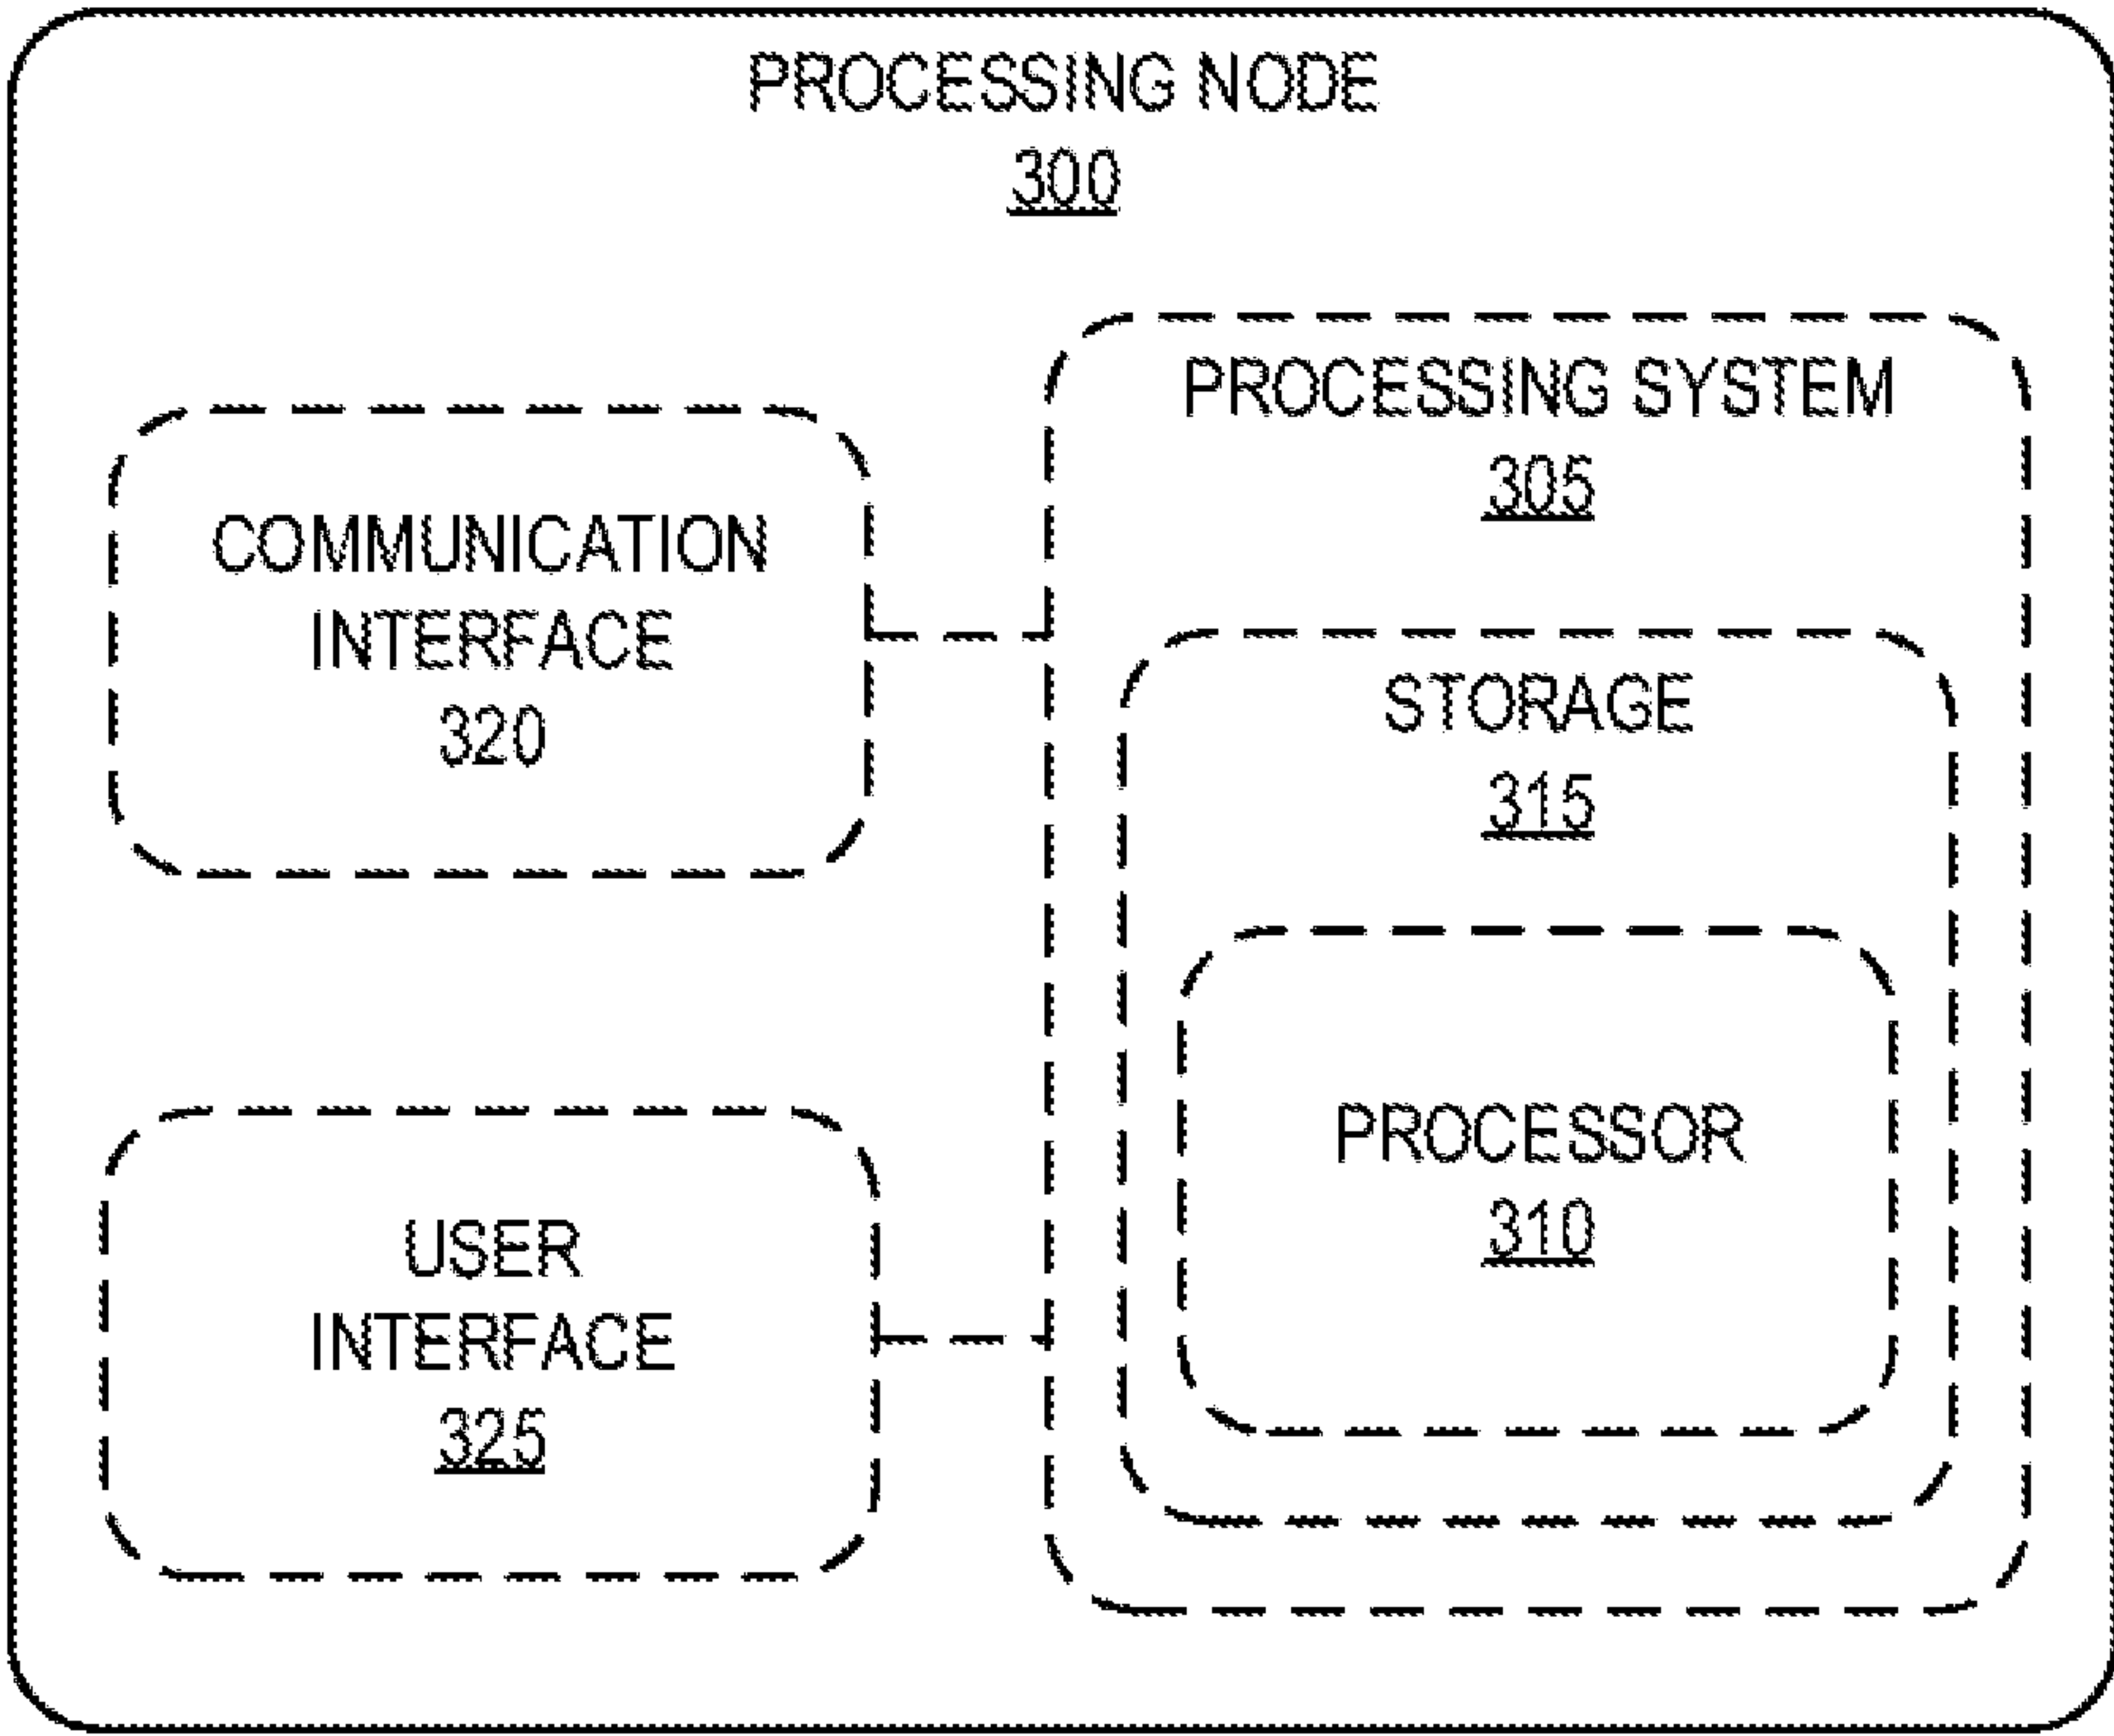 PROCESSING NODE
300
PROCESSING SYSTEM
305
COMMUNICATION
INTERFACE
320
STORAGE
315
PROCESSOR
310
USER
INTERFACE
325